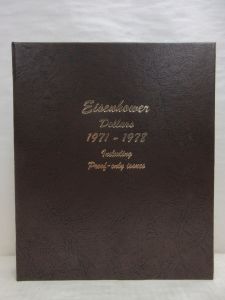 Eisenhower
Dollars
1971 - 1978
Including
Proof-only issues